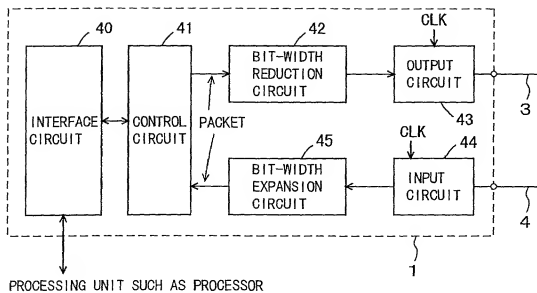 40
41
42
CLK
INTERFACE
CIRCUIT
CONTROL
CIRCUIT
BIT-WIDTH
REDUCTION
CIRCUIT
OUTPUT
CIRCUIT
43
3
PACKET
45
CLK
44
BIT-WIDTH
EXPANSION
CIRCUIT
INPUT
CIRCUIT
4
1
PROCESSING UNIT SUCH AS PROCESSOR